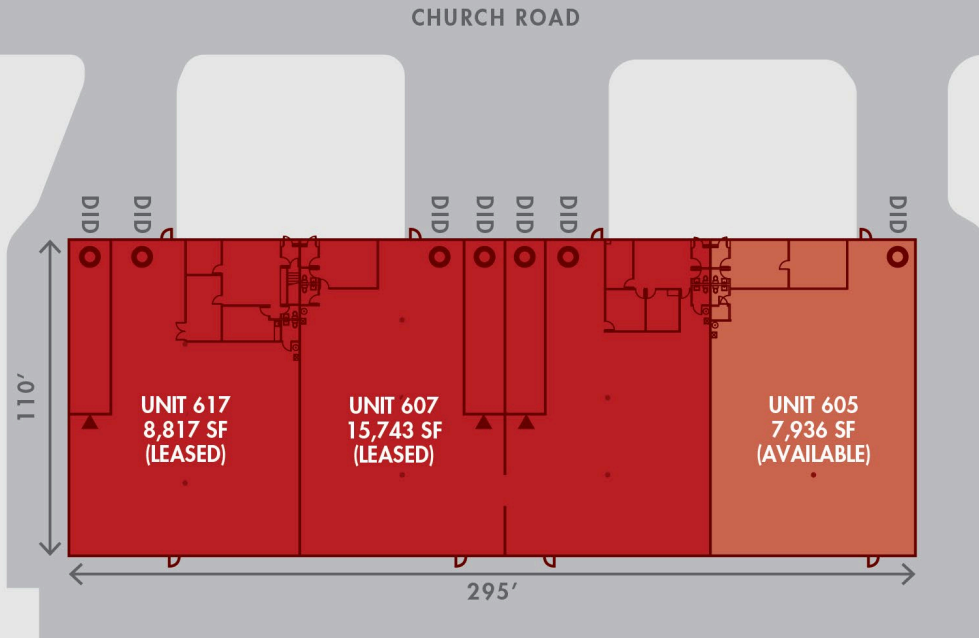 CHURCH ROAD
DID
DID
DID
DID
DID
DID
DID
110'
UNIT 617
8,817 SF
(LEASED)
UNIT 607
15,743 SF
(LEASED)
UNIT 605
7,936 SF
(AVAILABLE)
295'